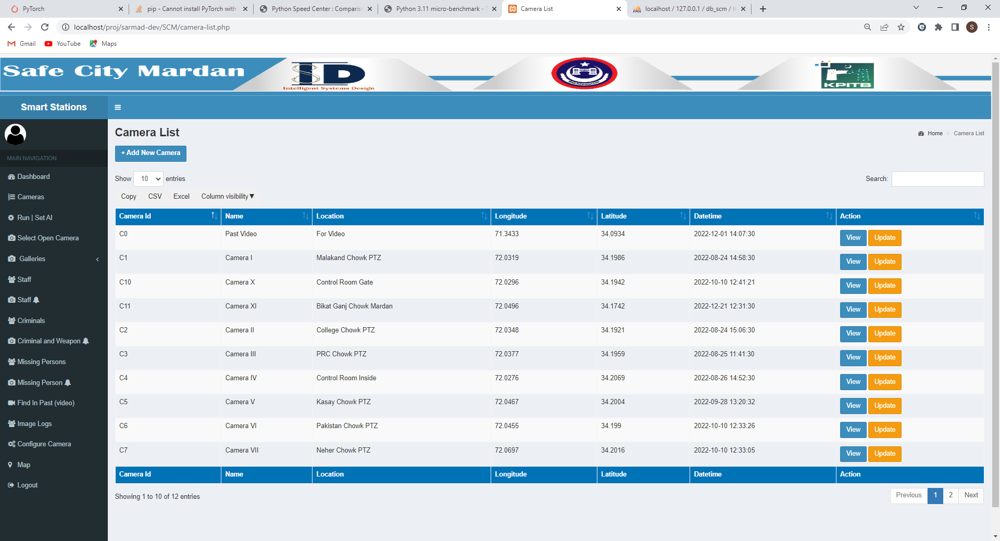 PyTorch
pip - Cannot install PyTorch with
Python Speed Center : Comparis
Python 3.11 micro-benchmark - T
Camera List
localhost / 127.0.0.1 / db_scm / t
localhost/proj/sarmad-dev/SCM/camera-list.php
S
Gmail YouTube Maps
Safe City Mardan
ISD
Intelligent Systems Design
KPITB
Smart Stations
Camera List
Home > Camera List
+ Add New Camera
MAIN NAVIGATION
Dashboard
Cameras
Run | Set AI
Select Open Camera
Galleries
Staff
Staff
Criminals
Criminal and Weapon
Missing Persons
Missing Person
Find In Past (video)
Image Logs
Configure Camera
Map
Logout
Show 10 entries
Search:
Copy CSV Excel Column visibility▼
Camera Id Name Location Longitude Latitude Datetime Action
C0 Past Video For Video 71.3433 34.0934 2022-12-01 14:07:30 View Update
C1 Camera I Malakand Chowk PTZ 72.0319 34.1986 2022-08-24 14:58:30 View Update
C10 Camera X Control Room Gate 72.0296 34.1942 2022-10-10 12:41:21 View Update
C11 Camera XI Bikat Ganj Chowk Mardan 72.0496 34.1742 2022-12-21 12:31:30 View Update
C2 Camera II College Chowk PTZ 72.0348 34.1921 2022-08-24 15:06:30 View Update
C3 Camera III PRC Chowk PTZ 72.0377 34.1959 2022-08-25 11:41:30 View Update
C4 Camera IV Control Room Inside 72.0276 34.2069 2022-08-26 14:52:30 View Update
C5 Camera V Kasay Chowk PTZ 72.0467 34.2004 2022-09-28 13:20:32 View Update
C6 Camera VI Pakistan Chowk PTZ 72.0455 34.199 2022-10-10 12:33:26 View Update
C7 Camera VII Neher Chowk PTZ 72.0697 34.2016 2022-10-10 12:33:05 View Update
Camera Id Name Location Longitude Latitude Datetime Action
Showing 1 to 10 of 12 entries
Previous 1 2 Next